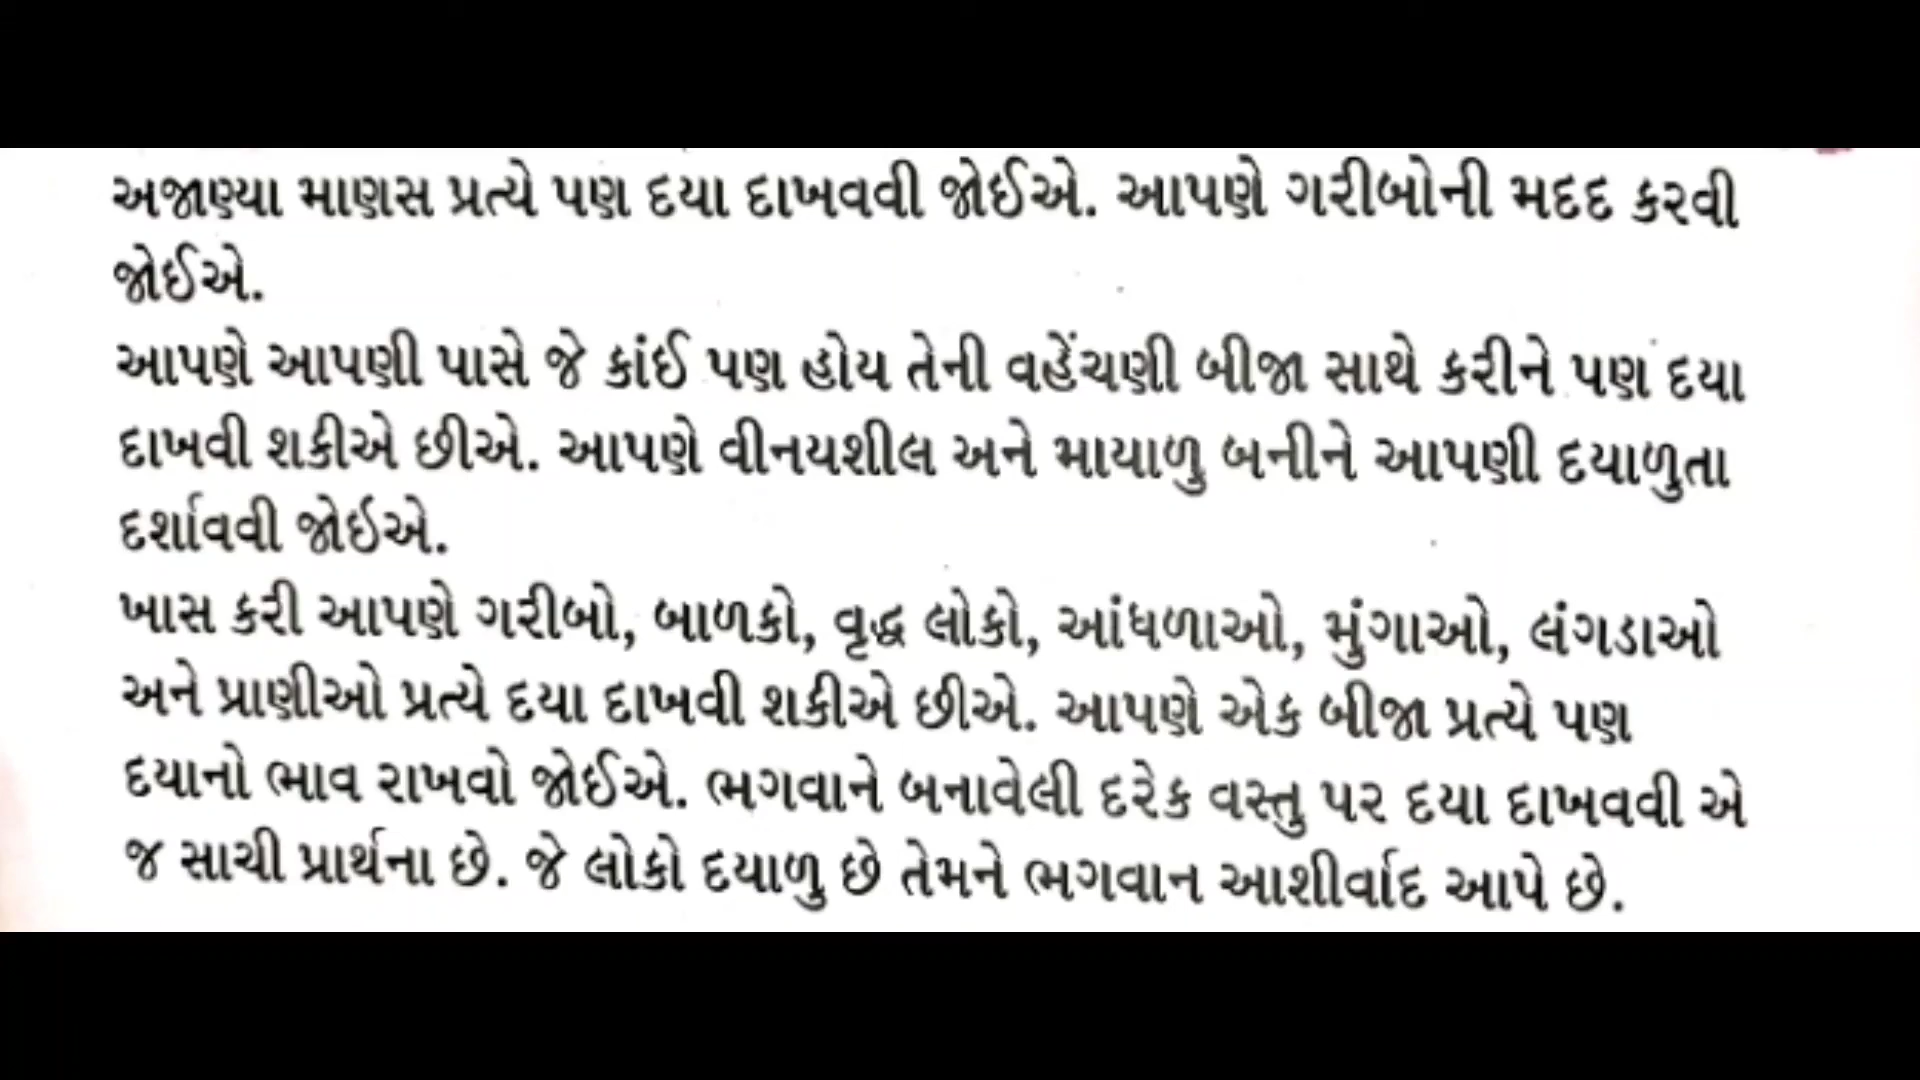 અજાણ્યા માણસ પ્રત્યે પણ દયા દાખવવી જોઈએ. આપણે ગરીબોની મદદ કરવી
જોઈએ.
આપણે આપણી પાસે જે કાંઈ પણ હોય તેની વહેંચણી બીજા સાથે કરીને પણ દયા
દાખવી શકીએ છીએ. આપણે વીનયશીલ અને માયાળુ બનીને આપણી દયાળુતા
દર્શાવવી જોઇએ.
ખાસ કરી આપણે ગરીબો, બાળકો, વૃદ્ધ લોકો, આંધળાઓ, મુંગાઓ, લંગડાઓ
અને પ્રાણીઓ પ્રત્યે દયા દાખવી શકીએ છીએ. આપણે એક બીજા પ્રત્યે પણ
દયાનો ભાવ રાખવો જોઈએ. ભગવાને બનાવેલી દરેક વસ્તુ પર દયા દાખવવી એ
જ સાચી પ્રાર્થના છે. જે લોકો દયાળુ છે તેમને ભગવાન આશીર્વાદ આપે છે.